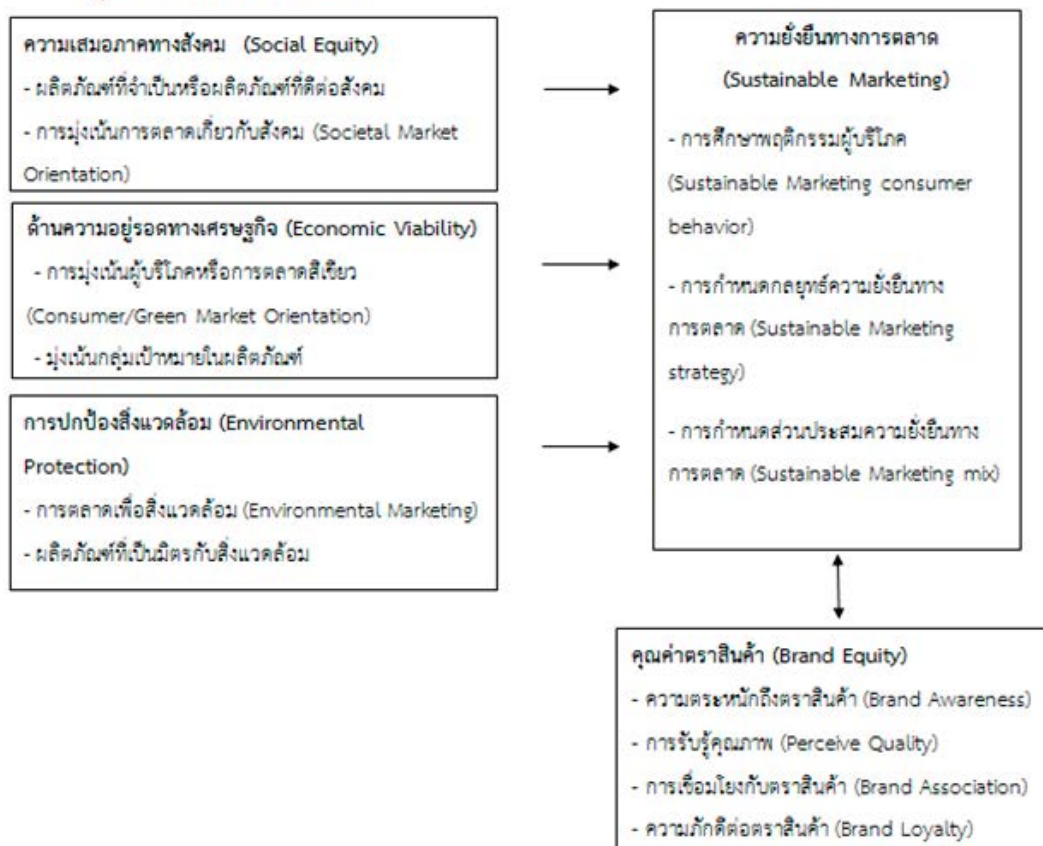 ความเสมอภาคทางสังคม (Social Equity)
- ผลิตภัณฑ์ที่จำเป็นหรือผลิตภัณฑ์ที่ดีต่อสังคม
- การมุ่งเน้นการตลาดเกี่ยวกับสังคม (Societal Market
Orientation)
ด้านความอยู่รอดทางเศรษฐกิจ (Economic Viability)
- การมุ่งเน้นผู้บริโภคหรือการตลาดสีเขียว
(Consumer/Green Market Orientation)
- มุ่งเน้นกลุ่มเป้าหมายในผลิตภัณฑ์
การปกป้องสิ่งแวดล้อม (Environmental
Protection)
- การตลาดเพื่อสิ่งแวดล้อม (Environmental Marketing)
- ผลิตภัณฑ์ที่เป็นมิตรกับสิ่งแวดล้อม
ความยั่งยืนทางการตลาด
(Sustainable Marketing)
- การศึกษาพฤติกรรมผู้บริโภค
(Sustainable Marketing consumer
behavior)
- การกำหนดกลยุทธ์ความยั่งยืนทาง
การตลาด (Sustainable Marketing
strategy)
- การกำหนดส่วนประสมความยั่งยืนทาง
การตลาด (Sustainable Marketing mix)
คุณค่าตราสินค้า (Brand Equity)
- ความตระหนักถึงตราสินค้า (Brand Awareness)
- การรับรู้คุณภาพ (Perceive Quality)
- การเชื่อมโยงกับตราสินค้า (Brand Association)
- ความภักดีต่อตราสินค้า (Brand Loyalty)